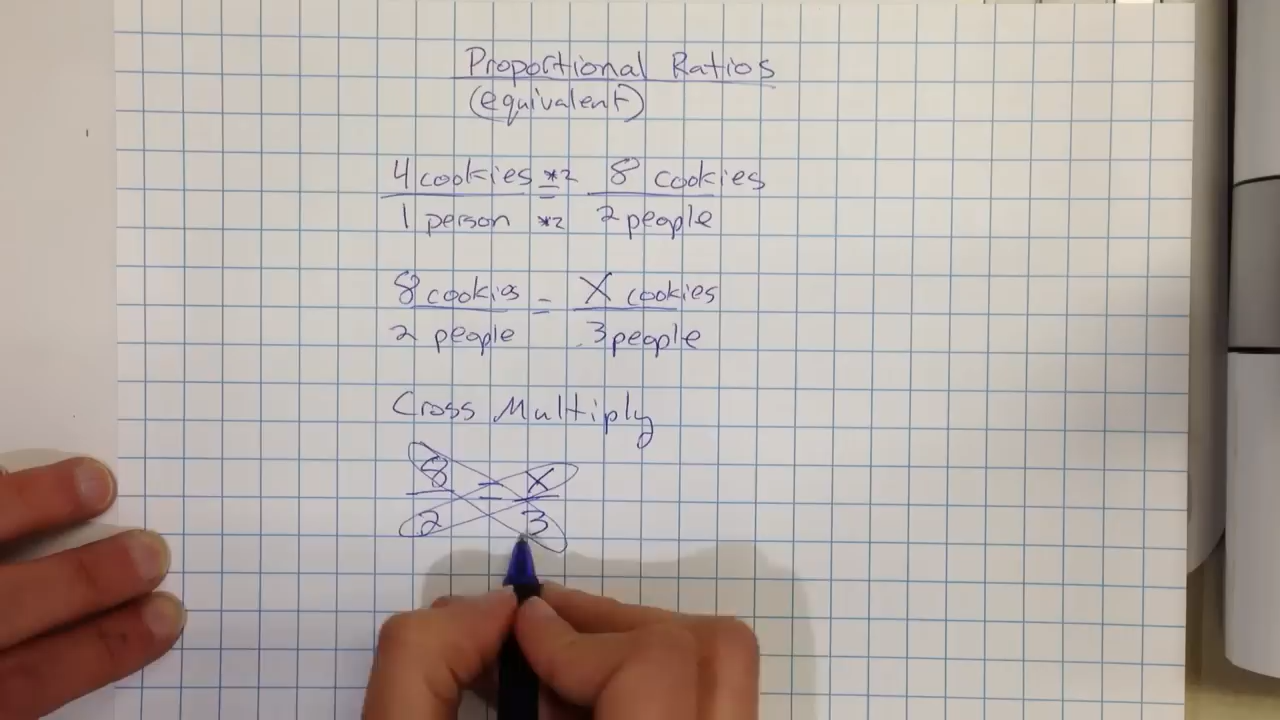 Proportional Ratios
(equivalent)
4 cookies *2 = 8 cookies
1 person *2 2 people
8 cookies = X cookies
2 people 3 people
Cross Multiply
8 = x
2 3